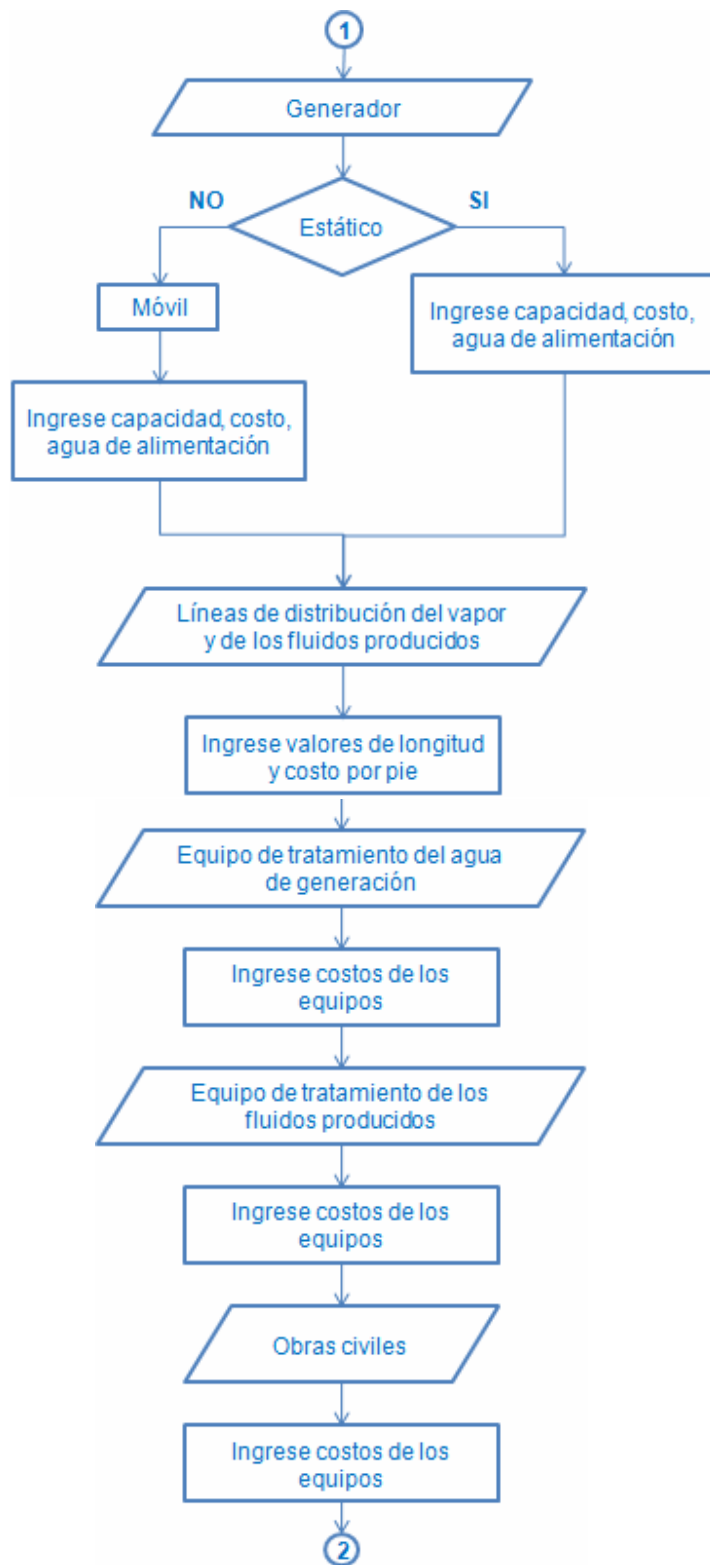 1
Generador
NO
SI
Estático
Móvil
Ingrese capacidad, costo,
agua de alimentación
Ingrese capacidad, costo,
agua de alimentación
Líneas de distribución del vapor
y de los fluidos producidos
Ingrese valores de longitud
y costo por pie
Equipo de tratamiento del agua
de generación
Ingrese costos de los
equipos
Equipo de tratamiento de los
fluidos producidos
Ingrese costos de los
equipos
Obras civiles
Ingrese costos de los
equipos
2